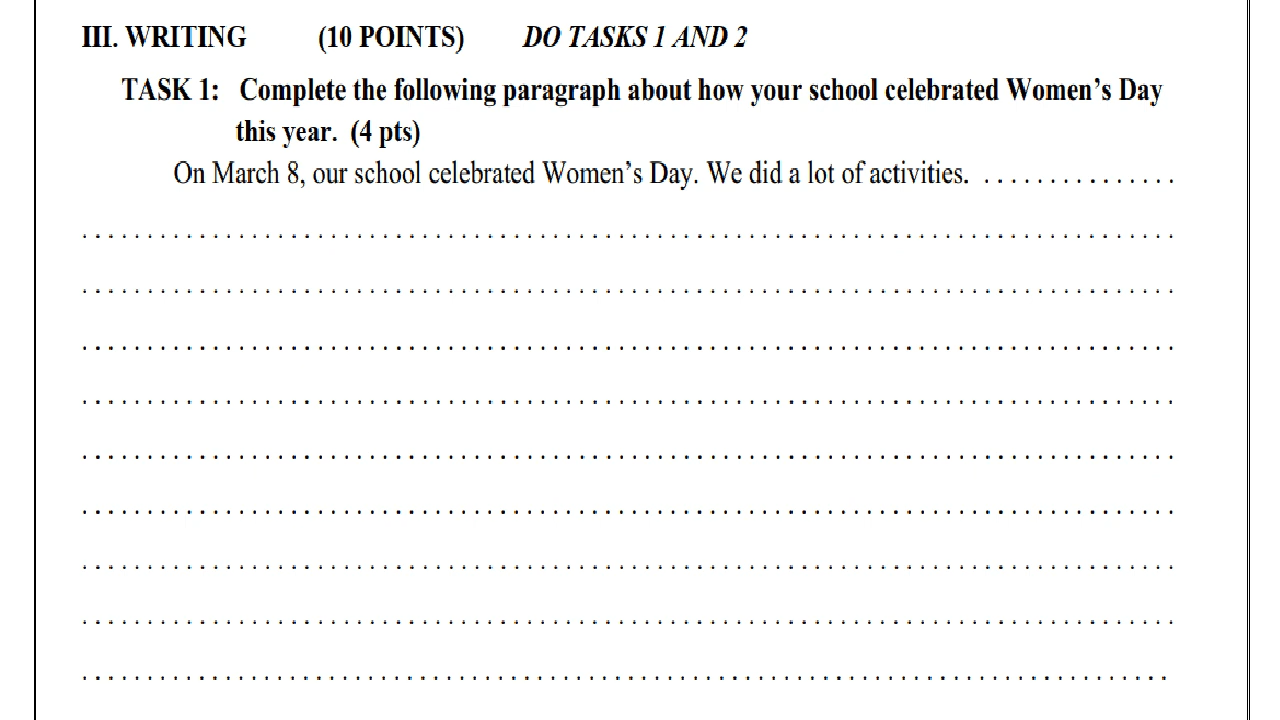 III. WRITING (10 POINTS) DO TASKS 1 AND 2
TASK 1: Complete the following paragraph about how your school celebrated Women's Day
this year. (4 pts)
On March 8, our school celebrated Women's Day. We did a lot of activities. . . . . . . . . . . . . . . .
. . . . . . . . . . . . . . . . . . . . . . . . . . . . . . . . . . . . . . . . . . . . . . . . . . . . . . . . . . . . . . . . . . . . . . . . . . . . . . . . . . . .
. . . . . . . . . . . . . . . . . . . . . . . . . . . . . . . . . . . . . . . . . . . . . . . . . . . . . . . . . . . . . . . . . . . . . . . . . . . . . . . . . . . .
. . . . . . . . . . . . . . . . . . . . . . . . . . . . . . . . . . . . . . . . . . . . . . . . . . . . . . . . . . . . . . . . . . . . . . . . . . . . . . . . . . . .
. . . . . . . . . . . . . . . . . . . . . . . . . . . . . . . . . . . . . . . . . . . . . . . . . . . . . . . . . . . . . . . . . . . . . . . . . . . . . . . . . . . .
. . . . . . . . . . . . . . . . . . . . . . . . . . . . . . . . . . . . . . . . . . . . . . . . . . . . . . . . . . . . . . . . . . . . . . . . . . . . . . . . . . . .
. . . . . . . . . . . . . . . . . . . . . . . . . . . . . . . . . . . . . . . . . . . . . . . . . . . . . . . . . . . . . . . . . . . . . . . . . . . . . . . . . . . .
. . . . . . . . . . . . . . . . . . . . . . . . . . . . . . . . . . . . . . . . . . . . . . . . . . . . . . . . . . . . . . . . . . . . . . . . . . . . . . . . . . . .
. . . . . . . . . . . . . . . . . . . . . . . . . . . . . . . . . . . . . . . . . . . . . . . . . . . . . . . . . . . . . . . . . . . . . . . . . . . . . . . . . . . .
. . . . . . . . . . . . . . . . . . . . . . . . . . . . . . . . . . . . . . . . . . . . . . . . . . . . . . . . . . . . . . . . . . . . . . . . . . . . . . . . . . . .